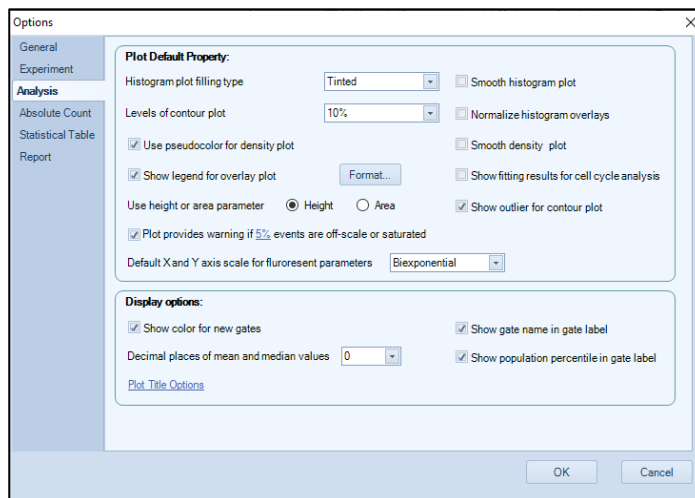 Options
General
Experiment
Analysis
Absolute Count
Statistical Table
Report
Plot Default Property:
Histogram plot filling type Tinted Smooth histogram plot
Levels of contour plot 10% Normalize histogram overlays
Use pseudocolor for density plot Smooth density plot
Show legend for overlay plot Format... Show fitting results for cell cycle analysis
Use height or area parameter Height Area Show outlier for contour plot
Plot provides warning if 5% events are off-scale or saturated
Default X and Y axis scale for fluroresent parameters Biexponential
Display options:
Show color for new gates Show gate name in gate label
Decimal places of mean and median values 0 Show population percentile in gate label
Plot Title Options
OK Cancel